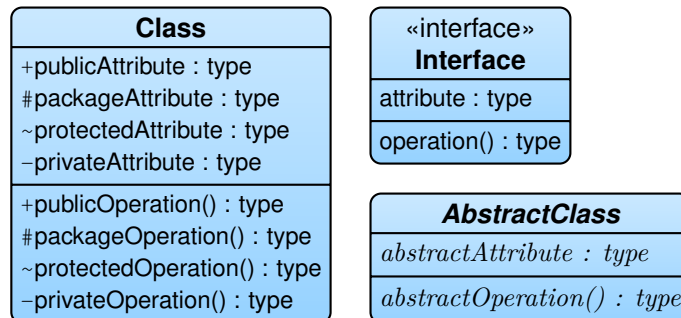 Class
+publicAttribute : type
#packageAttribute : type
~protectedAttribute : type
−privateAttribute : type
+publicOperation() : type
#packageOperation() : type
~protectedOperation() : type
−privateOperation() : type
«interface»
Interface
attribute : type
operation() : type
AbstractClass
abstractAttribute : type
abstractOperation() : type